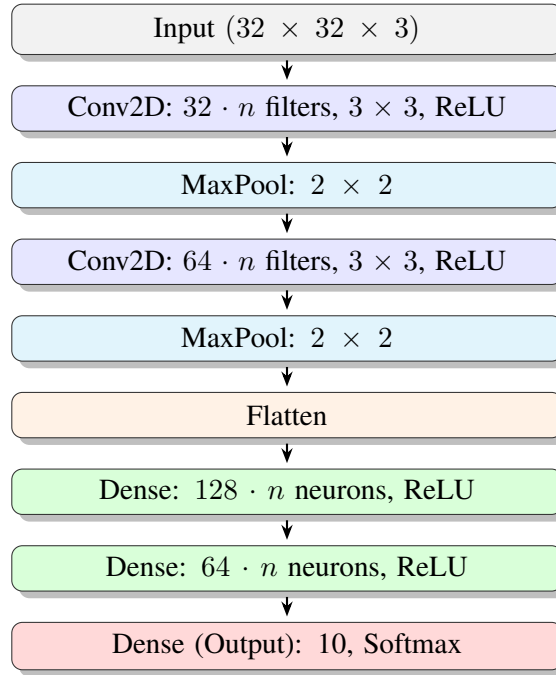 Input (32 × 32 × 3)
Conv2D: 32 · n filters, 3 × 3, ReLU
MaxPool: 2 × 2
Conv2D: 64 · n filters, 3 × 3, ReLU
MaxPool: 2 × 2
Flatten
Dense: 128 · n neurons, ReLU
Dense: 64 · n neurons, ReLU
Dense (Output): 10, Softmax